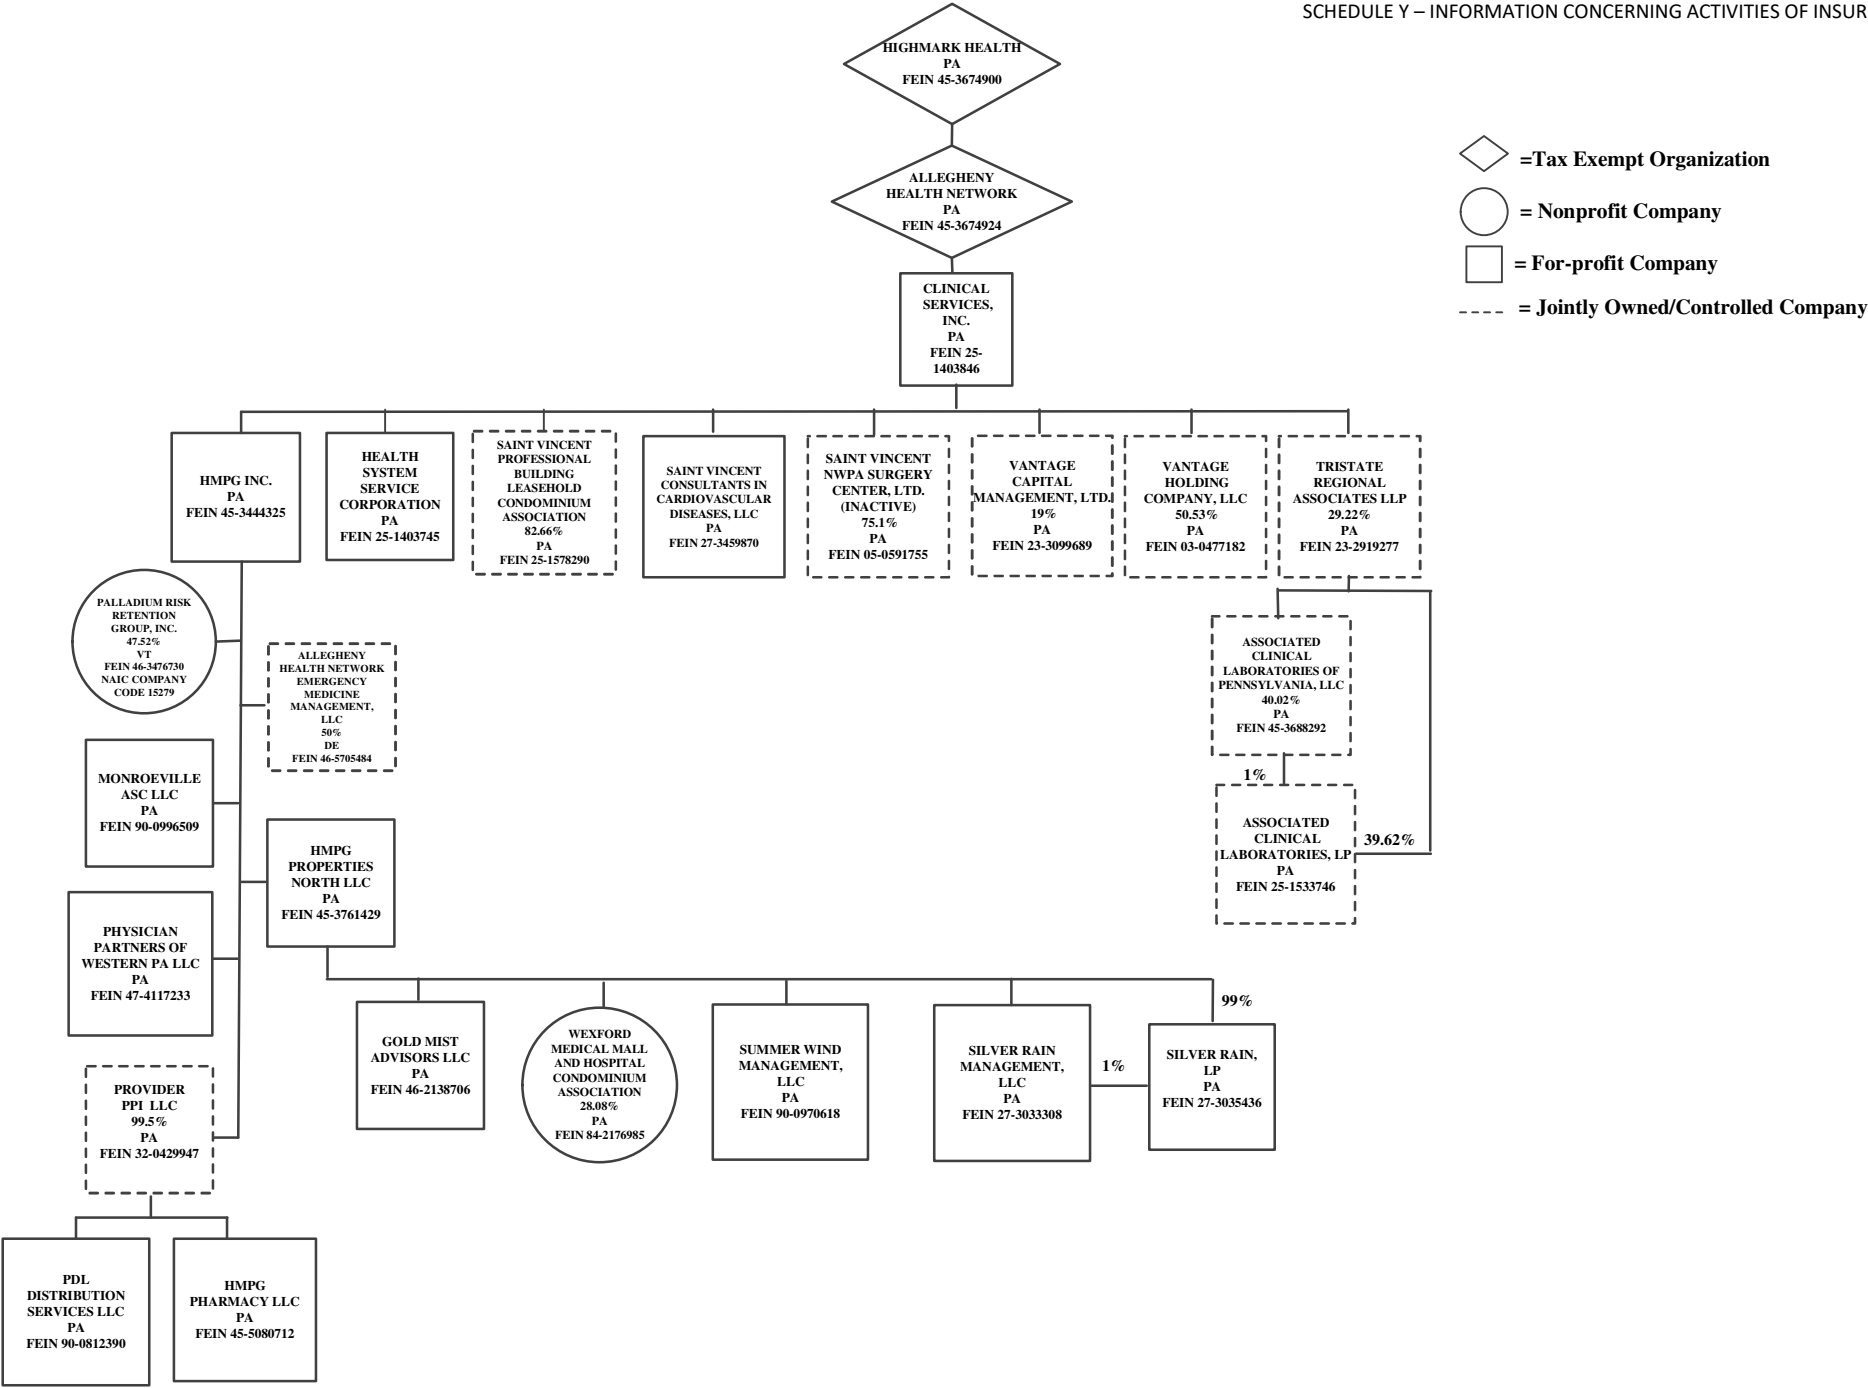 SCHEDULE Y – INFORMATION CONCERNING ACTIVITIES OF INSUR
HIGHMARK HEALTH
PA
FEIN 45-3674900
ALLEGHENY
HEALTH NETWORK
PA
FEIN 45-3674924
=Tax Exempt Organization
= Nonprofit Company
= For-profit Company
= Jointly Owned/Controlled Company
CLINICAL
SERVICES,
INC.
PA
FEIN 25-
1403846
HMPG INC.
PA
FEIN 45-3444325
HEALTH
SYSTEM
SERVICE
CORPORATION
PA
FEIN 25-1403745
SAINT VINCENT
PROFESSIONAL
BUILDING
LEASEHOLD
CONDOMINIUM
ASSOCIATION
82.66%
PA
FEIN 25-1578290
SAINT VINCENT
CONSULTANTS IN
CARDIOVASCULAR
DISEASES, LLC
PA
FEIN 27-3459870
SAINT VINCENT
NWPA SURGERY
CENTER, LTD.
(INACTIVE)
75.1%
PA
FEIN 05-0591755
VANTAGE
CAPITAL
MANAGEMENT, LTD.
19%
PA
FEIN 23-3099689
VANTAGE
HOLDING
COMPANY, LLC
50.53%
PA
FEIN 03-0477182
TRISTATE
REGIONAL
ASSOCIATES LLP
29.22%
PA
FEIN 23-2919277
PALLADIUM RISK
RETENTION
GROUP, INC.
47.52%
VT
FEIN 46-3476730
NAIC COMPANY
CODE 15279
ALLEGHENY
HEALTH NETWORK
EMERGENCY
MEDICINE
MANAGEMENT,
LLC
50%
DE
FEIN 46-5705484
ASSOCIATED
CLINICAL
LABORATORIES OF
PENNSYLVANIA, LLC
40.02%
PA
FEIN 45-3688292
1%
MONROEVILLE
ASC LLC
PA
FEIN 90-0996509
HMPG
PROPERTIES
NORTH LLC
PA
FEIN 45-3761429
ASSOCIATED
CLINICAL
LABORATORIES, LP
PA
FEIN 25-1533746
39.62%
PHYSICIAN
PARTNERS OF
WESTERN PA LLC
PA
FEIN 47-4117233
GOLD MIST
ADVISORS LLC
PA
FEIN 46-2138706
WEXFORD
MEDICAL MALL
AND HOSPITAL
CONDOMINIUM
ASSOCIATION
28.08%
PA
FEIN 84-2176985
SUMMER WIND
MANAGEMENT,
LLC
PA
FEIN 90-0970618
SILVER RAIN
MANAGEMENT,
LLC
PA
FEIN 27-3033308
1%
99%
SILVER RAIN,
LP
PA
FEIN 27-3035436
PROVIDER
PPI LLC
99.5%
PA
FEIN 32-0429947
PDL
DISTRIBUTION
SERVICES LLC
PA
FEIN 90-0812390
HMPG
PHARMACY LLC
PA
FEIN 45-5080712